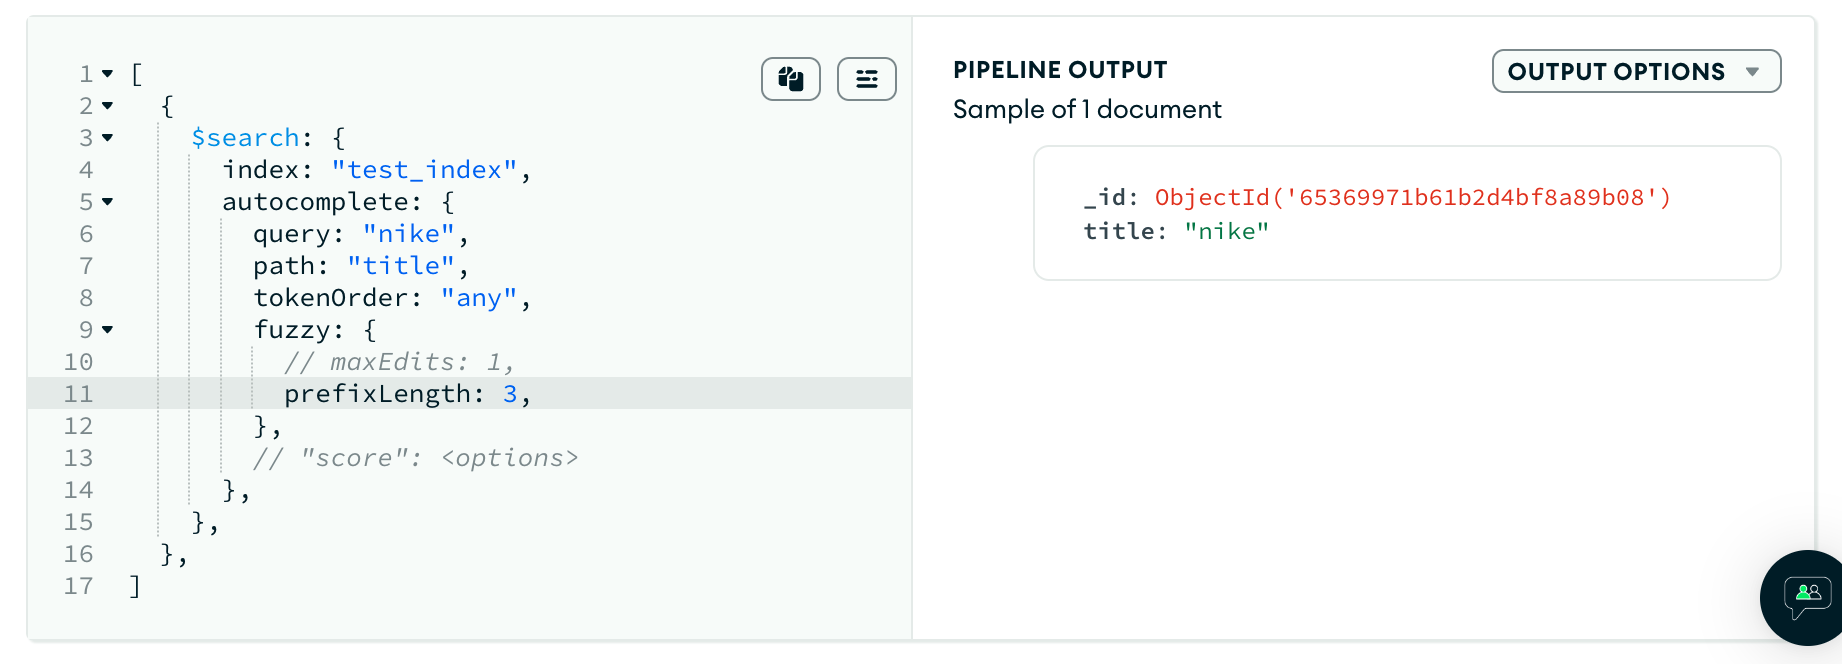 1 [
2 {
3 $search: {
4 index: "test_index",
5 autocomplete: {
6 query: "nike",
7 path: "title",
8 tokenOrder: "any",
9 fuzzy: {
10 // maxEdits: 1,
11 prefixLength: 3,
12 },
13 // "score": <options>
14 },
15 },
16 },
17 ]
PIPELINE OUTPUT
OUTPUT OPTIONS
Sample of 1 document
_id: ObjectId('65369971b61b2d4bf8a89b08')
title: "nike"